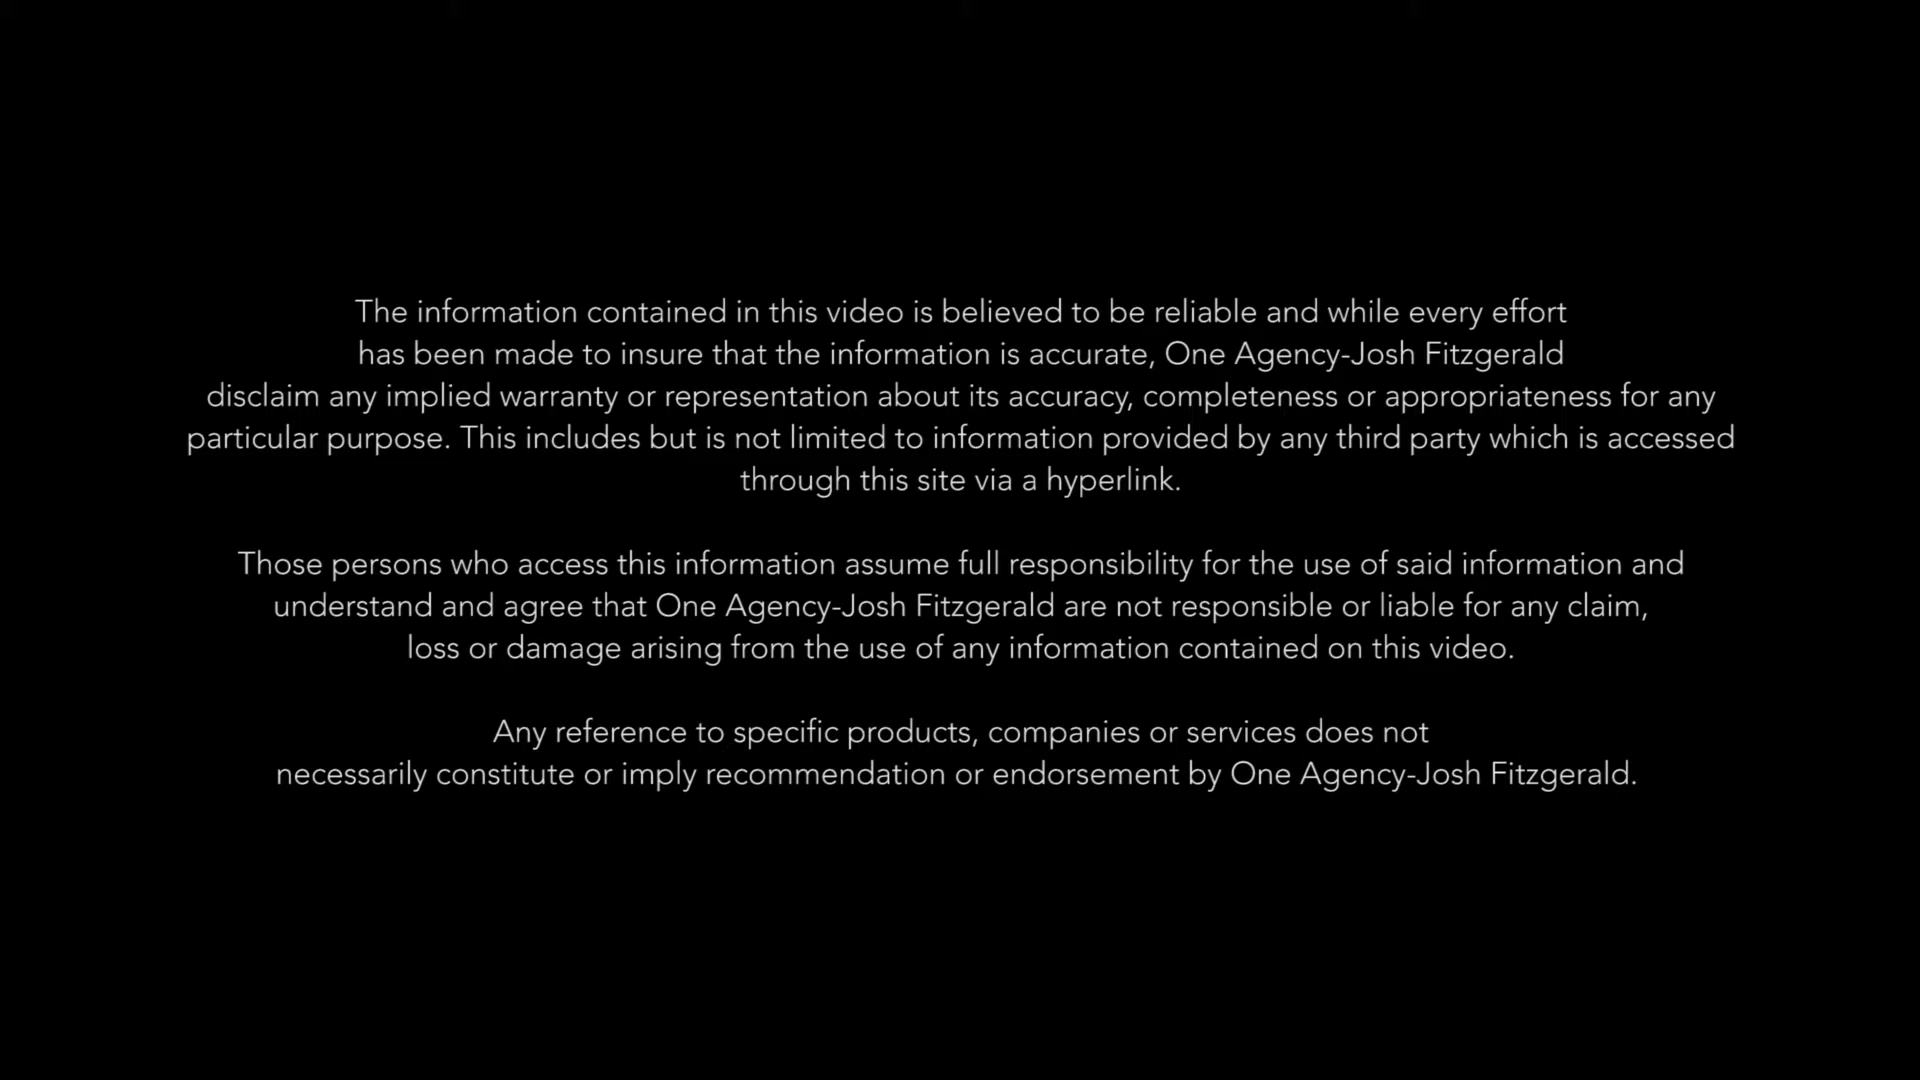 The information contained in this video is believed to be reliable and while every effort
has been made to insure that the information is accurate, One Agency-Josh Fitzgerald
disclaim any implied warranty or representation about its accuracy, completeness or appropriateness for any
particular purpose. This includes but is not limited to information provided by any third party which is accessed
through this site via a hyperlink.
Those persons who access this information assume full responsibility for the use of said information and
understand and agree that One Agency-Josh Fitzgerald are not responsible or liable for any claim,
loss or damage arising from the use of any information contained on this video.
Any reference to specific products, companies or services does not
necessarily constitute or imply recommendation or endorsement by One Agency-Josh Fitzgerald.